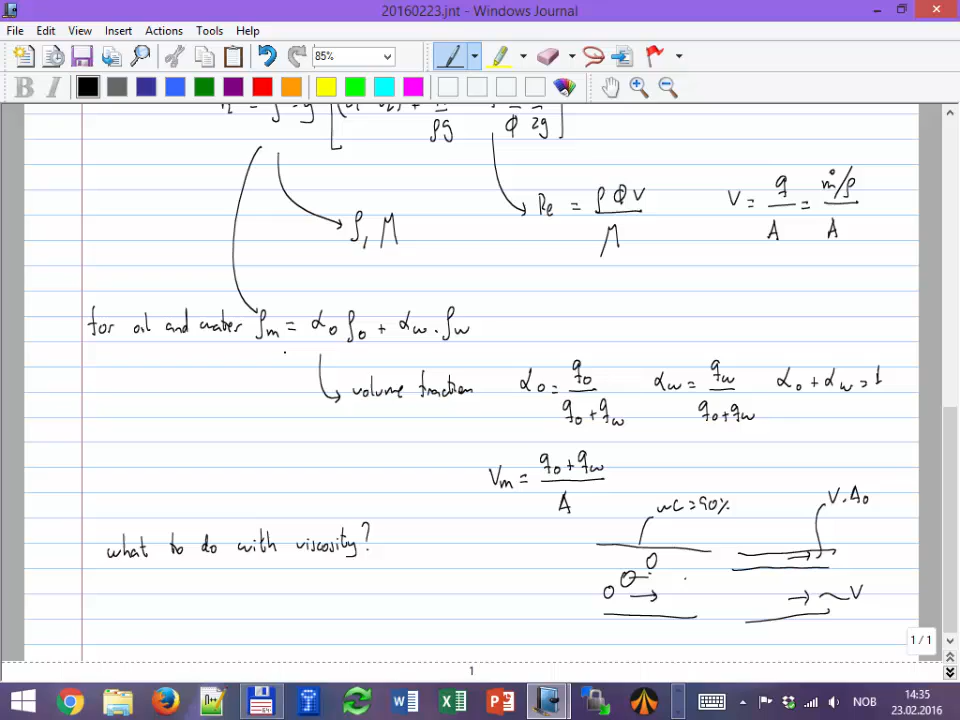 20160223.jnt - Windows Journal
File Edit View Insert Actions Tools Help
85%
B I
ρg Φ 2g
Re = ρ Φ V / μ
V = q / A = ṁ/ρ / A
ρ, μ
for oil and water ρm = αo ρo + αw . ρw
volume fraction αo = qo / qo + qw αw = qw / qo + qw αo + αw = 1
Vm = qo + qw / A
wc = 90% V. Ao
what to do with viscosity?
V
1 / 1
1
NOB
14:35
23.02.2016